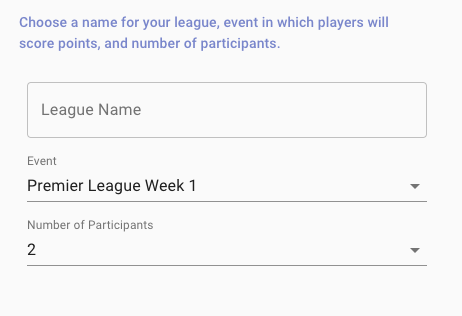 Choose a name for your league, event in which players will
score points, and number of participants.
League Name
Event
Premier League Week 1
Number of Participants
2